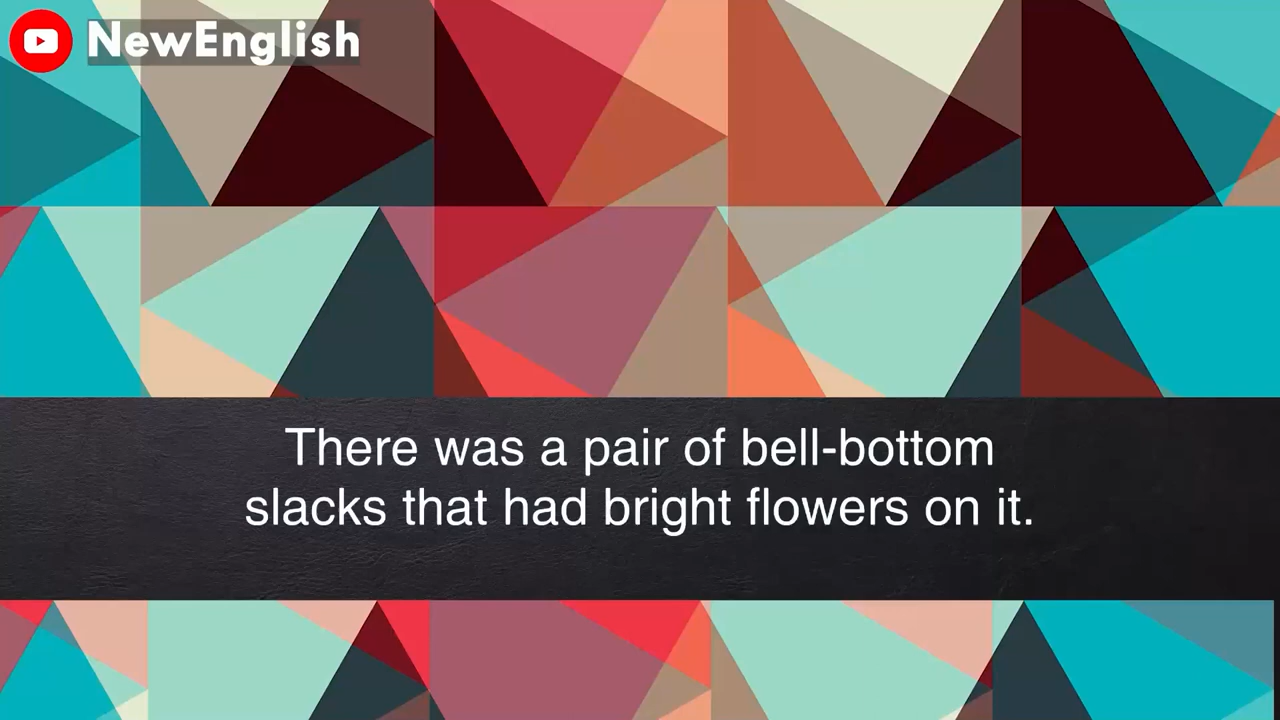 NewEnglish
There was a pair of bell-bottom
slacks that had bright flowers on it.